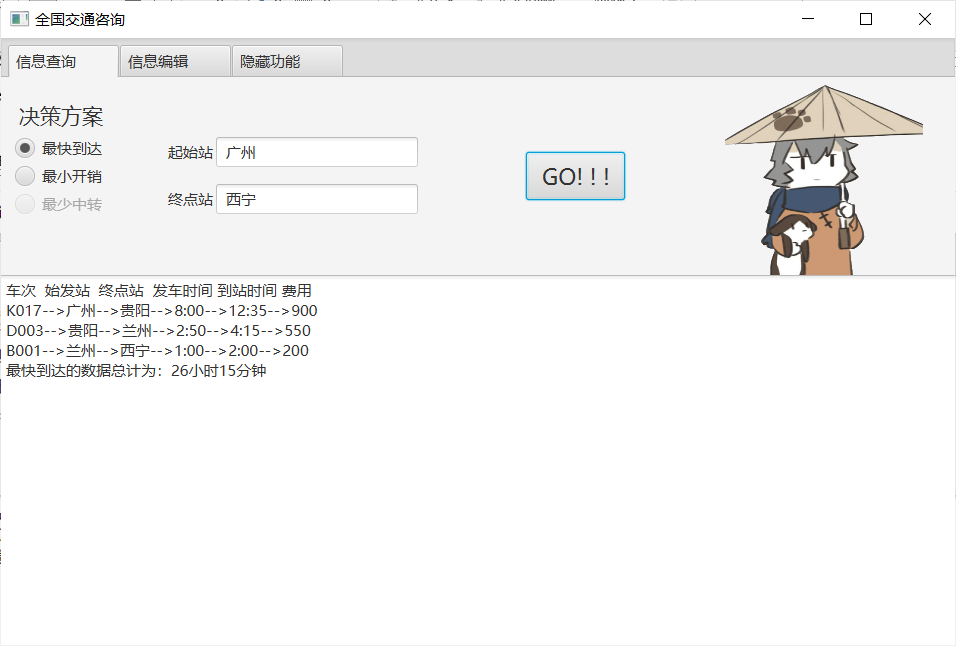 全国交通咨询
信息查询 信息编辑 隐藏功能
决策方案
最快到达
最小开销
最少中转
起始站 广州
终点站 西宁
GO! ! !
车次 始发站 终点站 发车时间 到站时间 费用
K017-->广州-->贵阳-->8:00-->12:35-->900
D003-->贵阳-->兰州-->2:50-->4:15-->550
B001-->兰州-->西宁-->1:00-->2:00-->200
最快到达的数据总计为：26小时15分钟